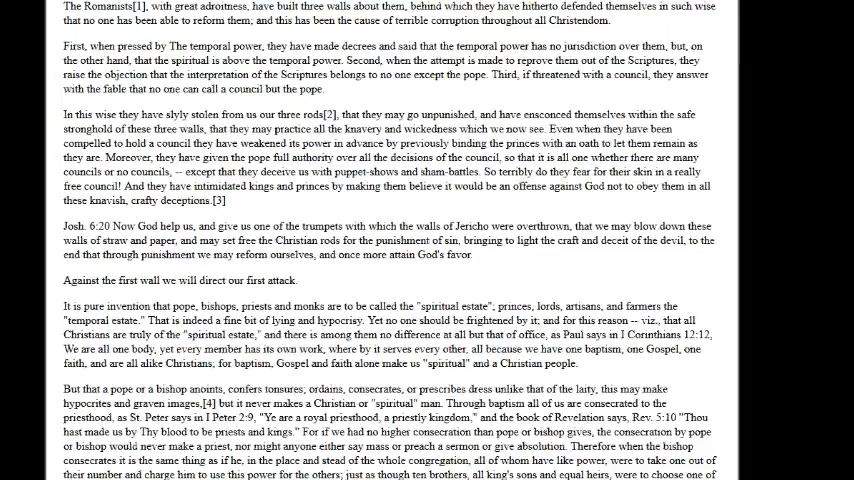 The Romanists[1], with great adroitness, have built three walls about them, behind which they have hitherto defended themselves in such wise
that no one has been able to reform them; and this has been the cause of terrible corruption throughout all Christendom.
First, when pressed by The temporal power, they have made decrees and said that the temporal power has no jurisdiction over them, but, on
the other hand, that the spiritual is above the temporal power. Second, when the attempt is made to reprove them out of the Scriptures, they
raise the objection that the interpretation of the Scriptures belongs to no one except the pope. Third, if threatened with a council, they answer
with the fable that no one can call a council but the pope.
In this wise they have slyly stolen from us our three rods[2], that they may go unpunished, and have ensconced themselves within the safe
stronghold of these three walls, that they may practice all the knavery and wickedness which we now see. Even when they have been
compelled to hold a council they have weakened its power in advance by previously binding the princes with an oath to let them remain as
they are. Moreover, they have given the pope full authority over all the decisions of the council, so that it is all one whether there are many
councils or no councils, -- except that they deceive us with puppet-shows and sham-battles. So terribly do they fear for their skin in a really
free council! And they have intimidated kings and princes by making them believe it would be an offense against God not to obey them in all
these knavish, crafty deceptions.[3]
Josh. 6:20 Now God help us, and give us one of the trumpets with which the walls of Jericho were overthrown, that we may blow down these
walls of straw and paper, and may set free the Christian rods for the punishment of sin, bringing to light the craft and deceit of the devil, to the
end that through punishment we may reform ourselves, and once more attain God's favor.
Against the first wall we will direct our first attack.
It is pure invention that pope, bishops, priests and monks are to be called the "spiritual estate"; princes, lords, artisans, and farmers the
"temporal estate." That is indeed a fine bit of lying and hypocrisy. Yet no one should be frightened by it; and for this reason -- viz., that all
Christians are truly of the "spiritual estate," and there is among them no difference at all but that of office, as Paul says in I Corinthians 12:12,
We are all one body, yet every member has its own work, where by it serves every other, all because we have one baptism, one Gospel, one
faith, and are all alike Christians; for baptism, Gospel and faith alone make us "spiritual" and a Christian people.
But that a pope or a bishop anoints, confers tonsures; ordains, consecrates, or prescribes dress unlike that of the laity, this may make
hypocrites and graven images,[4] but it never makes a Christian or "spiritual" man. Through baptism all of us are consecrated to the
priesthood, as St. Peter says in I Peter 2:9, "Ye are a royal priesthood, a priestly kingdom," and the book of Revelation says, Rev. 5:10 "Thou
hast made us by Thy blood to be priests and kings." For if we had no higher consecration than pope or bishop gives, the consecration by pope
or bishop would never make a priest, nor might anyone either say mass or preach a sermon or give absolution. Therefore when the bishop
consecrates it is the same thing as if he, in the place and stead of the whole congregation, all of whom have like power, were to take one out of
their number and charge him to use this power for the others; just as though ten brothers, all king's sons and equal heirs, were to choose one of